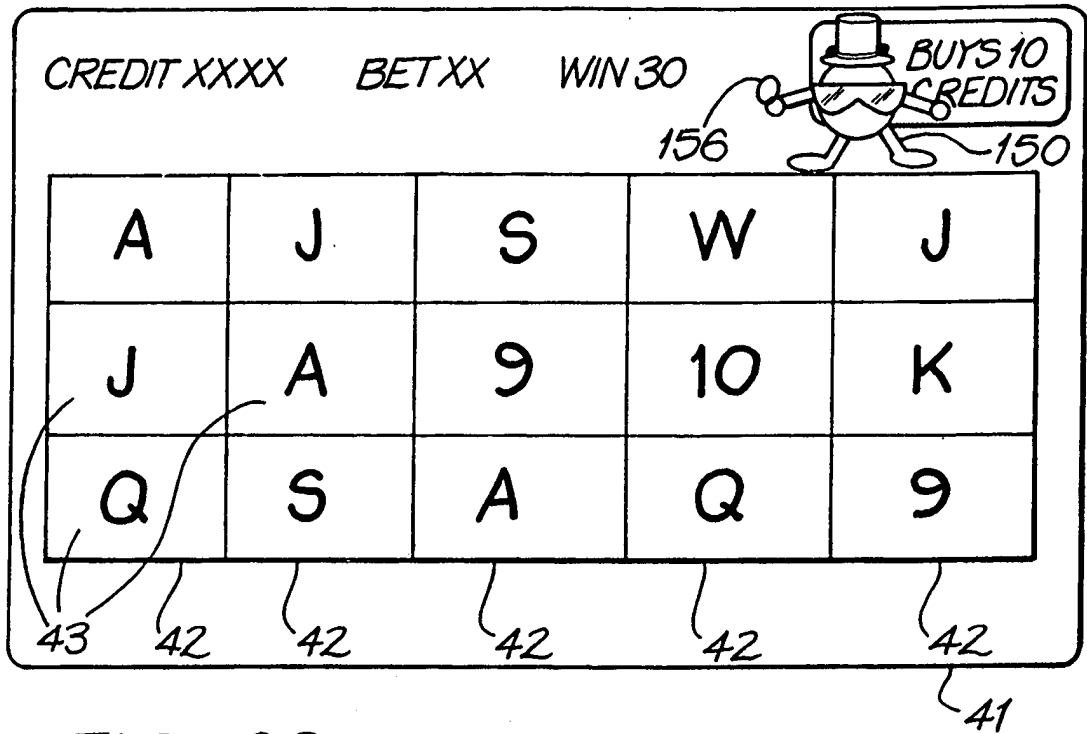 CREDIT XXXX BET XX WIN 30 BUYS 10
CREDITS
156 150
A J S W J
J A 9 10 K
Q S A Q 9
43 42 42 42 42 42
41